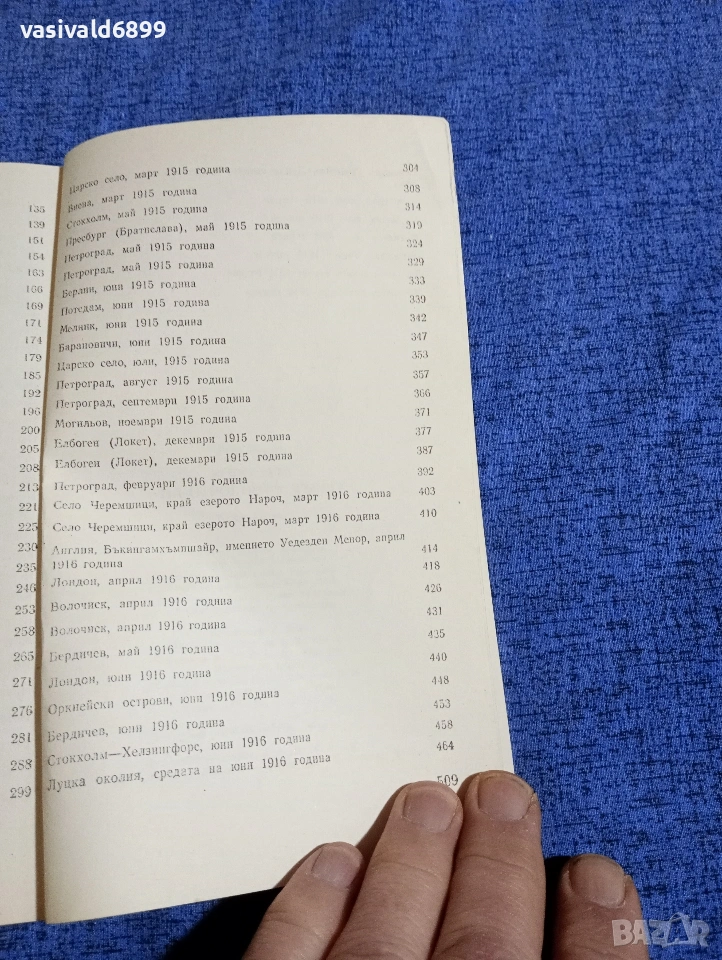 vasivald6899
135
139
151
154
163
166
169
171
174
179
185
192
196
200
205
208
213
221
225
230
235
246
253
258
265
271
276
281
288
299
Царско село, март 1915 година 304
Виена, март 1915 година 308
Стокхолм, май 1915 година 314
Пресбург (Братислава), май 1915 година 319
Петроград, май 1915 година 324
Петроград, май 1915 година 329
Берлин, юни 1915 година 333
Потсдам, юни 1915 година 339
Мелник, юни 1915 година 342
Барановичи, юни 1915 година 347
Царско село, юли, 1915 година 353
Петроград, август 1915 година 357
Петроград, септември 1915 година 366
Могильов, ноември 1915 година 371
Елбоген (Локет), декември 1915 година 377
Елбоген (Локет), декември 1915 година 387
Петроград, февруари 1916 година 392
Село Черемшици, край езерото Нароч, март 1916 година 403
Село Черемшици, край езерото Нароч, март 1916 година 410
Англия, Бъкингамхъмпшайр, имението Уедезден Менор, април
1916 година 414
Лондон, април 1916 година 418
Волочиск, април 1916 година 426
Волочиск, април 1916 година 431
Бердичев, май 1916 година 435
Лондон, юни 1916 година 440
Оркнейски острови, юни 1916 година 448
Бердичев, юни 1916 година 453
Стокхолм—Хелзингфорс, юни 1916 година 458
Луцка околия, средата на юни 1916 година 464
509
BAZAR